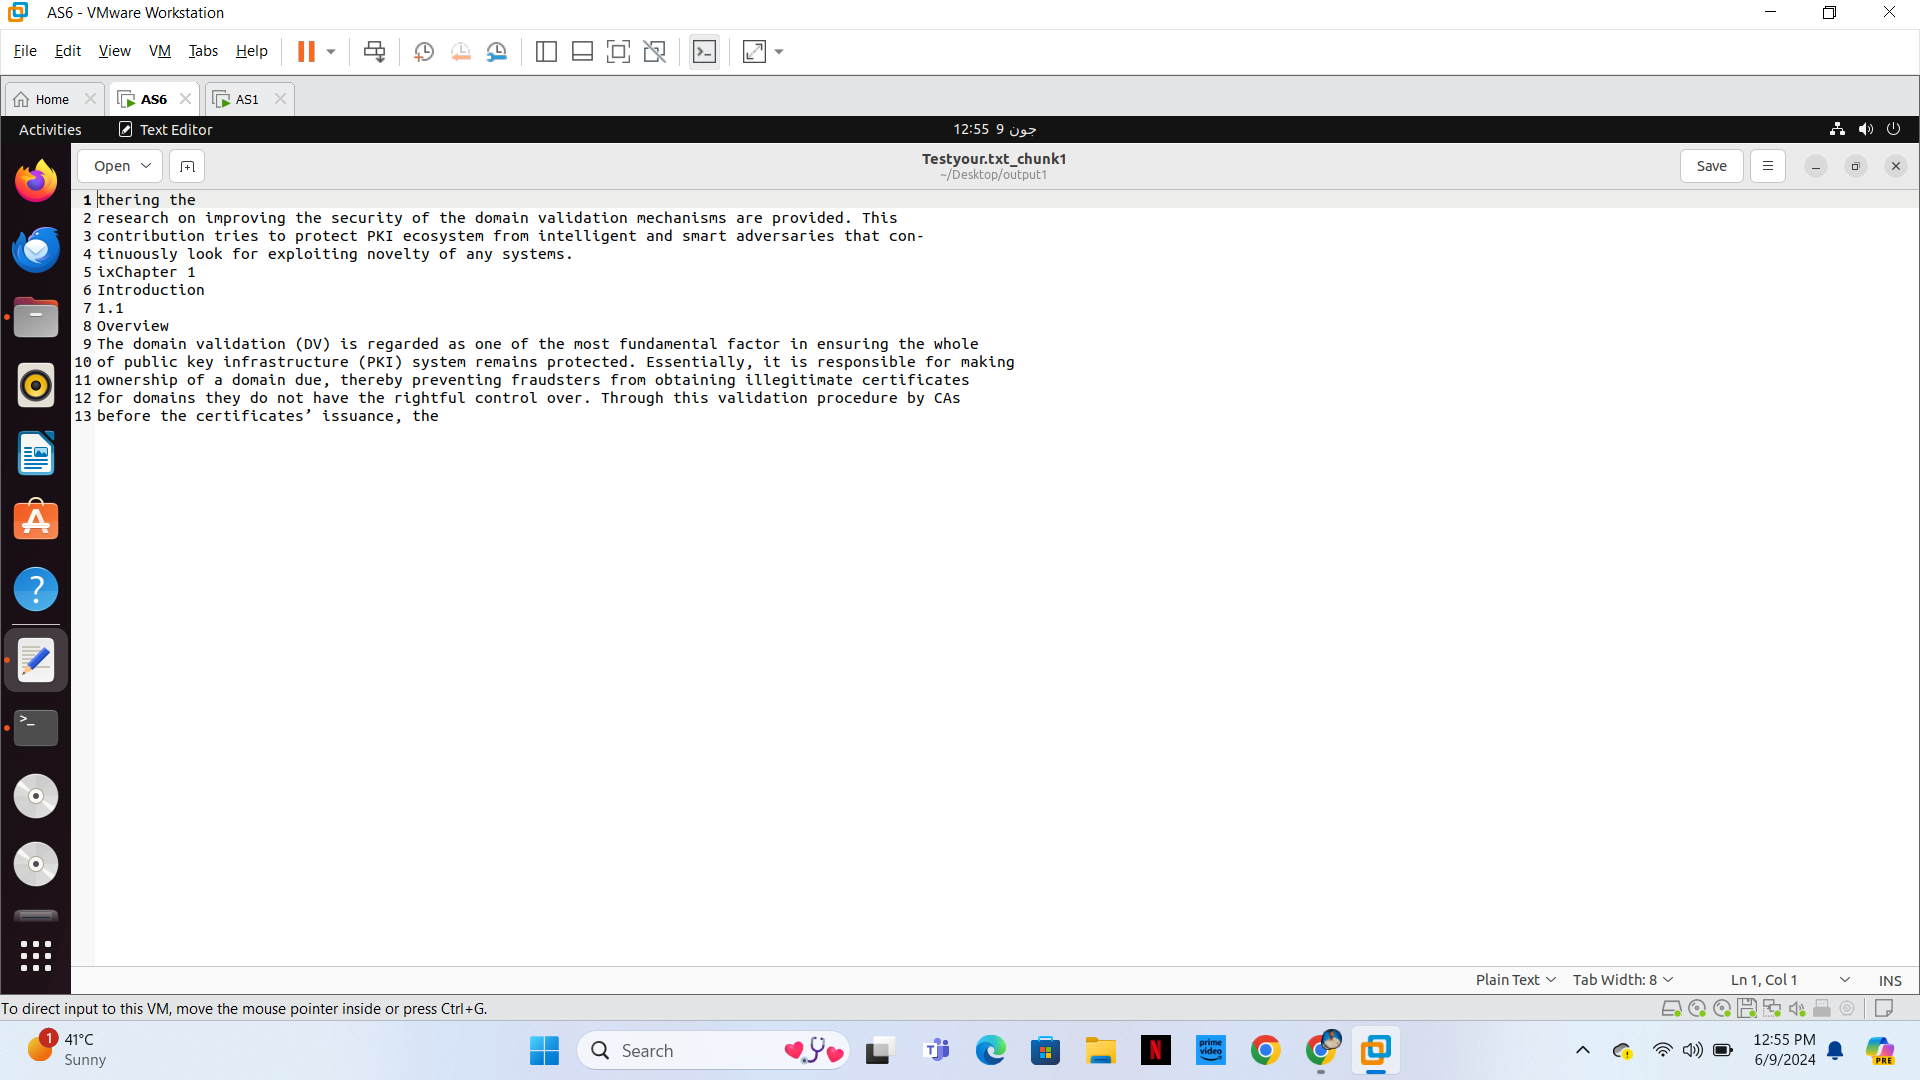 AS6 - VMware Workstation
File Edit View VM Tabs Help
Home AS6 AS1
Activities Text Editor 12:55 9 جون
Open Testyour.txt_chunk1 Save
~/Desktop/output1
1 thering the
2 research on improving the security of the domain validation mechanisms are provided. This
3 contribution tries to protect PKI ecosystem from intelligent and smart adversaries that con-
4 tinuously look for exploiting novelty of any systems.
5 ixChapter 1
6 Introduction
7 1.1
8 Overview
9 The domain validation (DV) is regarded as one of the most fundamental factor in ensuring the whole
10 of public key infrastructure (PKI) system remains protected. Essentially, it is responsible for making
11 ownership of a domain due, thereby preventing fraudsters from obtaining illegitimate certificates
12 for domains they do not have the rightful control over. Through this validation procedure by CAs
13 before the certificates’ issuance, the
Plain Text Tab Width: 8 Ln 1, Col 1 INS
To direct input to this VM, move the mouse pointer inside or press Ctrl+G.
1 41°C
Sunny
Search
prime video
N
12:55 PM
6/9/2024
PRE